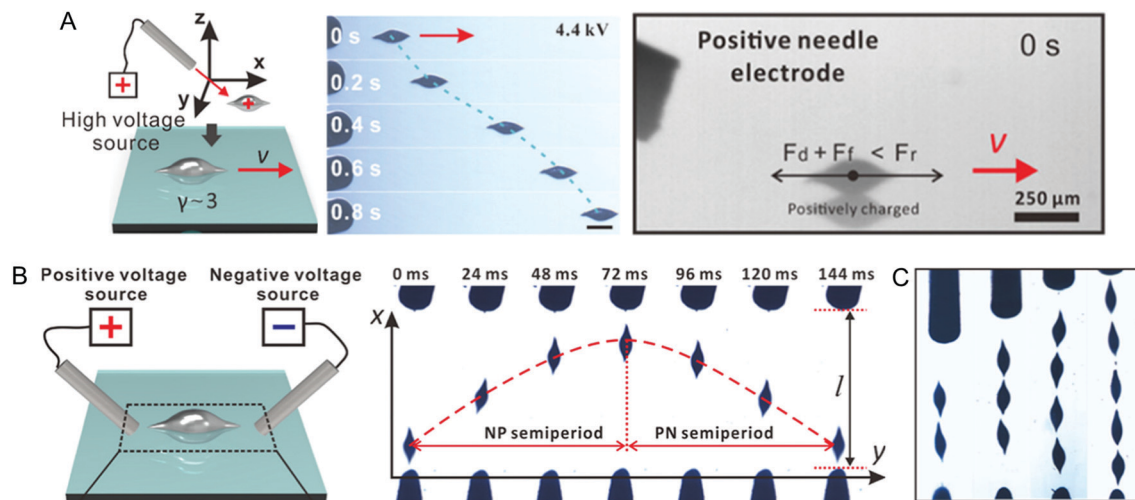 A
z
x
y
+
+
High voltage
source
v
γ~3
0 s
4.4 kV
0.2 s
0.4 s
0.6 s
0.8 s
Positive needle
electrode
0 s
Fd + Ff < Fr
v
Positively charged
250 µm
B
Positive voltage
source
+
Negative voltage
source
−
0 ms 24 ms 48 ms 72 ms 96 ms 120 ms 144 ms
x
l
NP semiperiod
PN semiperiod
y
C